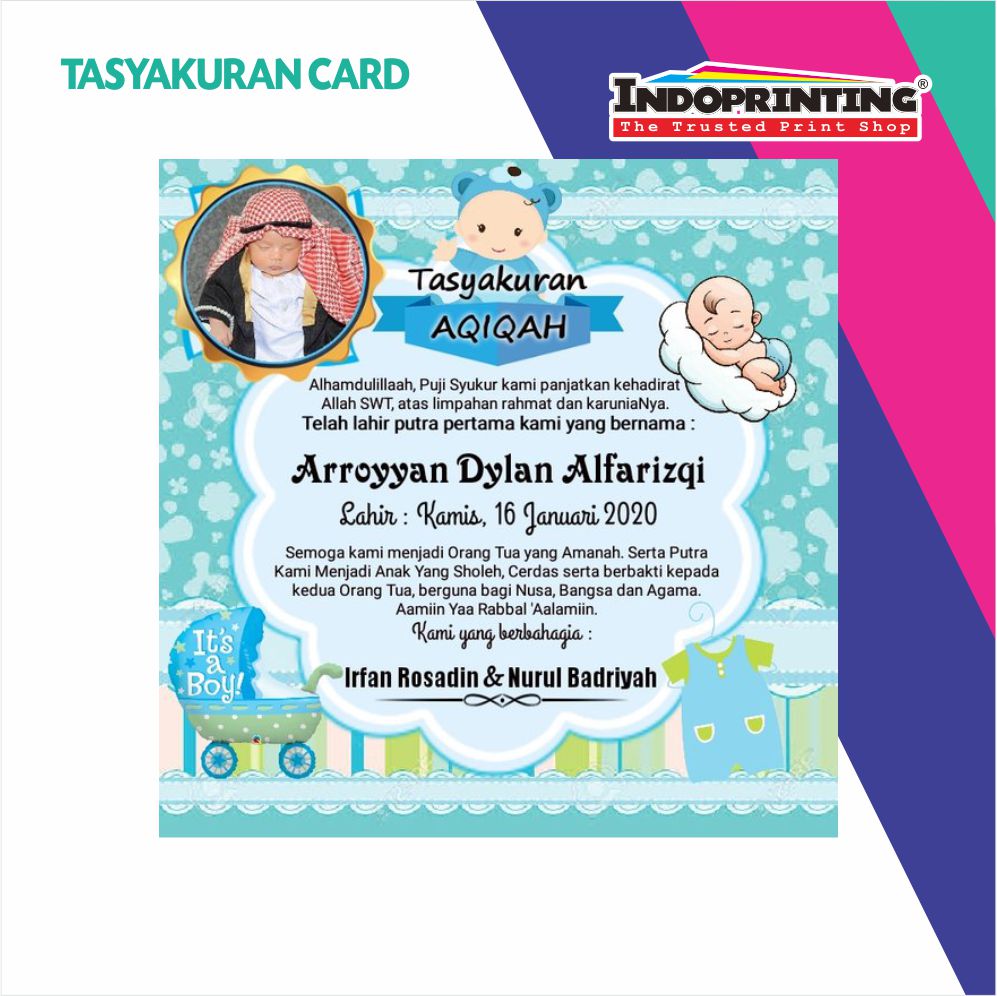 TASYAKURAN CARD
INDOPRINTING®
The Trusted Print Shop
Tasyakuran
AQIQAH
Alhamdulillaah, Puji Syukur kami panjatkan kehadirat
Allah SWT, atas limpahan rahmat dan karuniaNya.
Telah lahir putra pertama kami yang bernama :
Arroyyan Dylan Alfarizqi
Lahir : Kamis, 16 Januari 2020
Semoga kami menjadi Orang Tua yang Amanah. Serta Putra
Kami Menjadi Anak Yang Sholeh, Cerdas serta berbakti kepada
kedua Orang Tua, berguna bagi Nusa, Bangsa dan Agama.
Aamiin Yaa Rabbal 'Aalamiin.
Kami yang berbahagia :
Irfan Rosadin & Nurul Badriyah
It's
a
Boy!